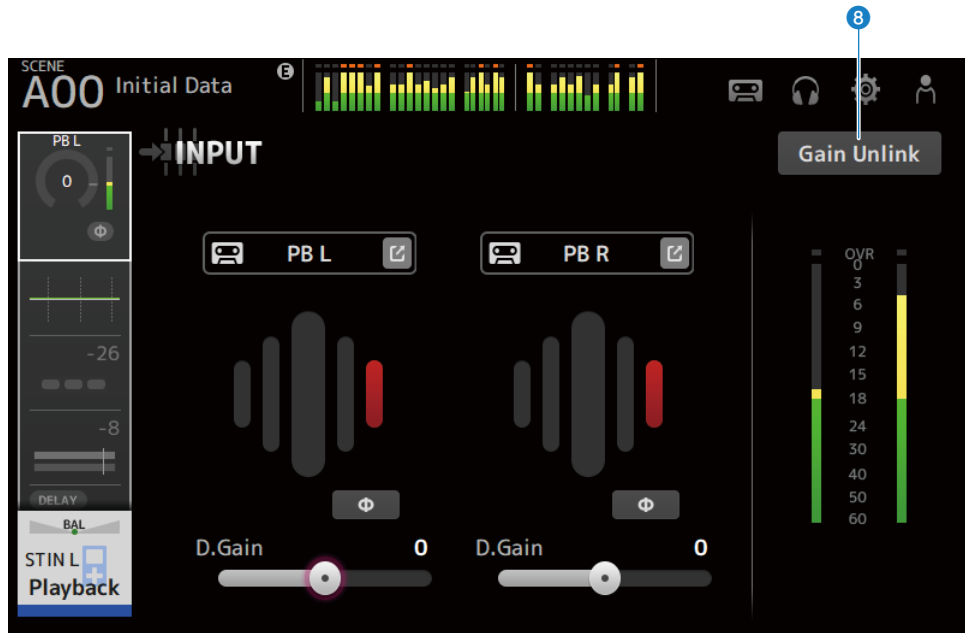 8
SCENE
A00 Initial Data E
PB L
0
Φ
INPUT
Gain Unlink
PB L
PB R
OVR
0
3
6
9
12
15
18
24
30
40
50
60
-26
-8
DELAY
BAL
STIN L
Playback
Φ
Φ
D.Gain 0
D.Gain 0